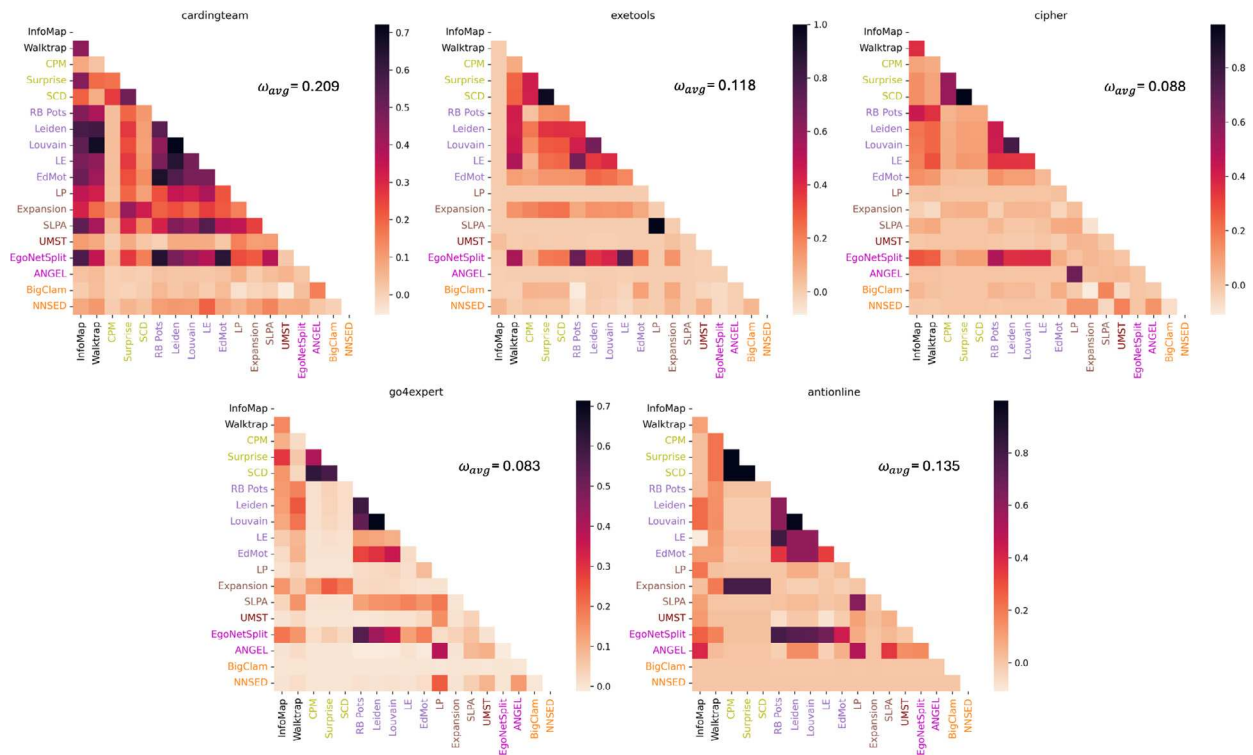 cardingteam
InfoMap
Walktrap
CPM
Surprise
SCD
RB Pots
Leiden
Louvain
LE
EdMot
LP
Expansion
SLPA
UMST
EgoNetSplit
ANGEL
BigClam
NNSED
ω_avg = 0.209
0.7
0.6
0.5
0.4
0.3
0.2
0.1
0.0
InfoMap
Walktrap
CPM
Surprise
SCD
RB Pots
Leiden
Louvain
LE
EdMot
LP
Expansion
SLPA
UMST
EgoNetSplit
ANGEL
BigClam
NNSED
exetools
InfoMap
Walktrap
CPM
Surprise
SCD
RB Pots
Leiden
Louvain
LE
EdMot
LP
Expansion
SLPA
UMST
EgoNetSplit
ANGEL
BigClam
NNSED
ω_avg = 0.118
1.0
0.8
0.6
0.4
0.2
0.0
InfoMap
Walktrap
CPM
Surprise
SCD
RB Pots
Leiden
Louvain
LE
EdMot
LP
Expansion
SLPA
UMST
EgoNetSplit
ANGEL
BigClam
NNSED
cipher
InfoMap
Walktrap
CPM
Surprise
SCD
RB Pots
Leiden
Louvain
LE
EdMot
LP
Expansion
SLPA
UMST
EgoNetSplit
ANGEL
BigClam
NNSED
ω_avg = 0.088
0.8
0.6
0.4
0.2
0.0
InfoMap
Walktrap
CPM
Surprise
SCD
RB Pots
Leiden
Louvain
LE
EdMot
LP
Expansion
SLPA
UMST
EgoNetSplit
ANGEL
BigClam
NNSED
go4expert
InfoMap
Walktrap
CPM
Surprise
SCD
RB Pots
Leiden
Louvain
LE
EdMot
LP
Expansion
SLPA
UMST
EgoNetSplit
ANGEL
BigClam
NNSED
ω_avg = 0.083
0.7
0.6
0.5
0.4
0.3
0.2
0.1
0.0
InfoMap
Walktrap
CPM
Surprise
SCD
RB Pots
Leiden
Louvain
LE
EdMot
LP
Expansion
SLPA
UMST
EgoNetSplit
ANGEL
BigClam
NNSED
antionline
InfoMap
Walktrap
CPM
Surprise
SCD
RB Pots
Leiden
Louvain
LE
EdMot
LP
Expansion
SLPA
UMST
EgoNetSplit
ANGEL
BigClam
NNSED
ω_avg = 0.135
0.8
0.6
0.4
0.2
0.0
InfoMap
Walktrap
CPM
Surprise
SCD
RB Pots
Leiden
Louvain
LE
EdMot
LP
Expansion
SLPA
UMST
EgoNetSplit
ANGEL
BigClam
NNSED